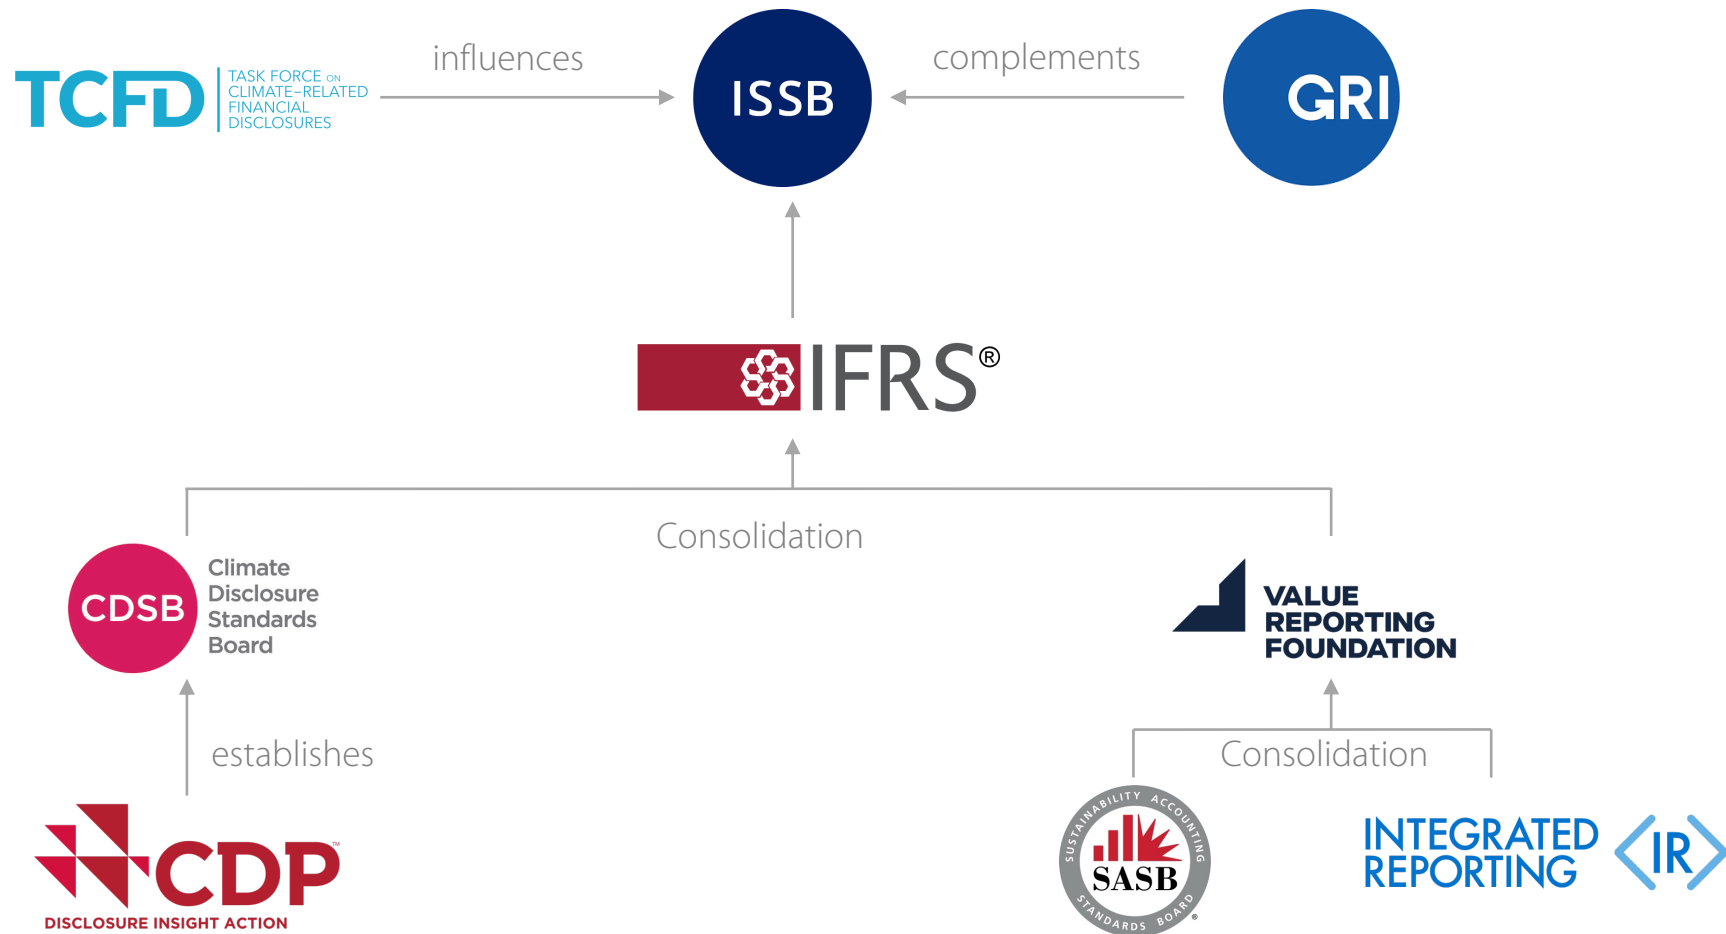 TCFD
TASK FORCE ON
CLIMATE-RELATED
FINANCIAL
DISCLOSURES
influences
ISSB
complements
GRI
IFRS®
Consolidation
CDSB
Climate
Disclosure
Standards
Board
VALUE
REPORTING
FOUNDATION
establishes
Consolidation
CDP™
DISCLOSURE INSIGHT ACTION
SUSTAINABILITY ACCOUNTING
SASB
STANDARDS BOARD®
INTEGRATED
REPORTING
<IR>